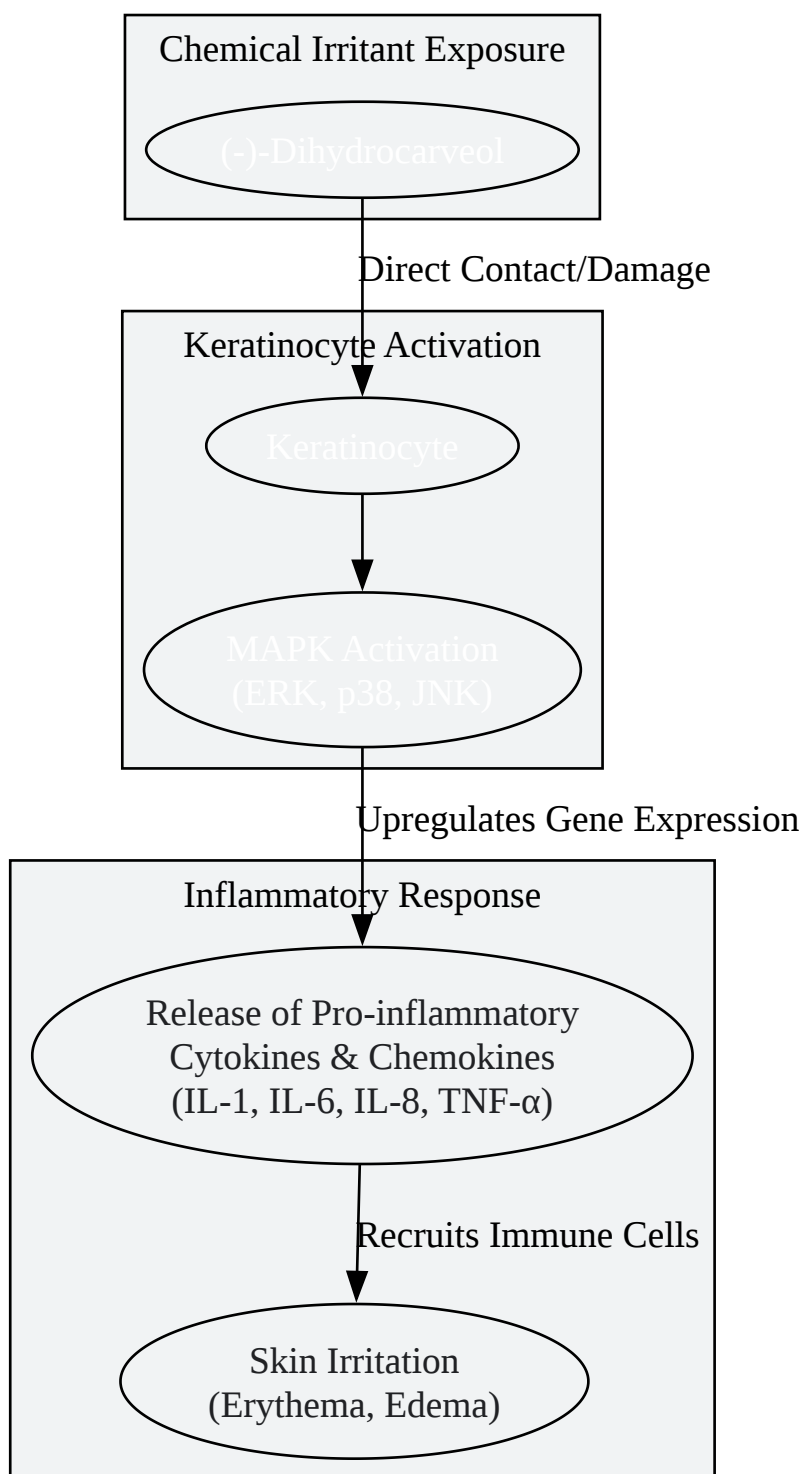 Chemical Irritant Exposure
(-)-Dihydrocarveol
Direct Contact/Damage
Keratinocyte Activation
Keratinocyte
MAPK Activation
(ERK, p38, JNK)
Upregulates Gene Expression
Inflammatory Response
Release of Pro-inflammatory
Cytokines & Chemokines
(IL-1, IL-6, IL-8, TNF-α)
Recruits Immune Cells
Skin Irritation
(Erythema, Edema)